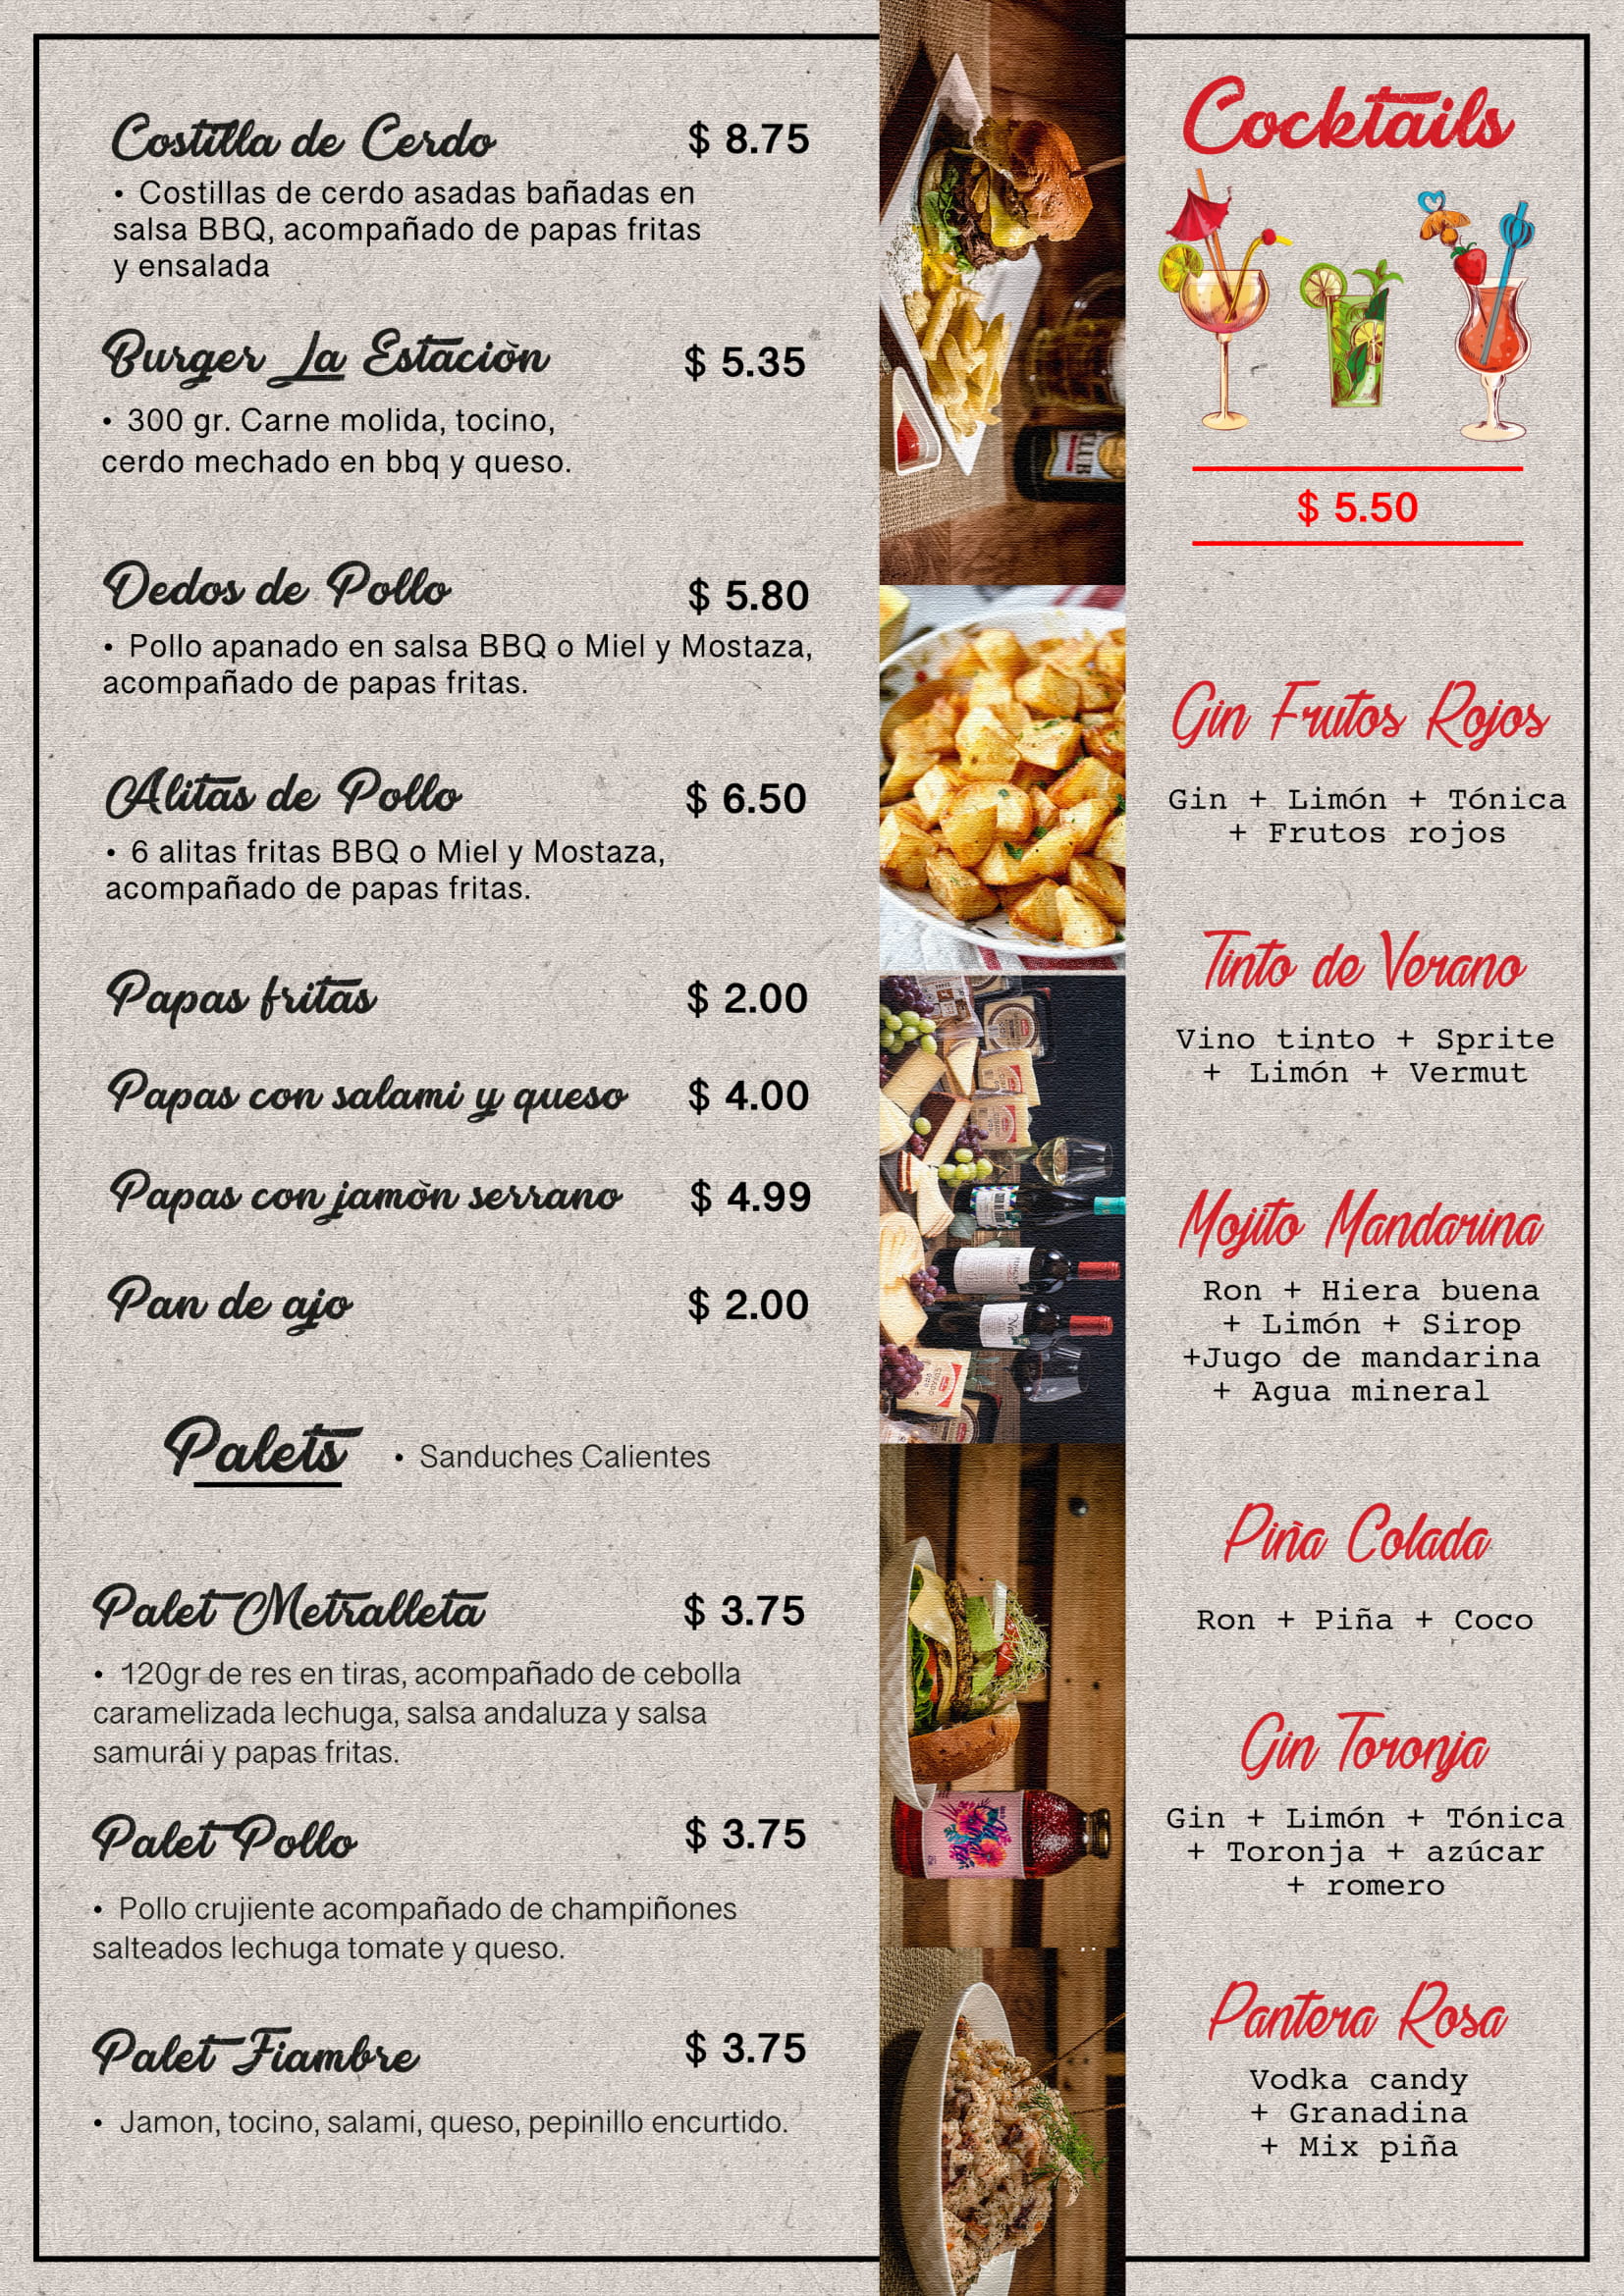 Costilla de Cerdo $ 8.75
• Costillas de cerdo asadas bañadas en
salsa BBQ, acompañado de papas fritas
y ensalada
Burger La Estaciòn $ 5.35
• 300 gr. Carne molida, tocino,
cerdo mechado en bbq y queso.
Dedos de Pollo $ 5.80
• Pollo apanado en salsa BBQ o Miel y Mostaza,
acompañado de papas fritas.
Alitas de Pollo $ 6.50
• 6 alitas fritas BBQ o Miel y Mostaza,
acompañado de papas fritas.
Papas fritas $ 2.00
Papas con salami y queso $ 4.00
Papas con jamòn serrano $ 4.99
Pan de ajo $ 2.00
Palets • Sanduches Calientes
Palet Metralleta $ 3.75
• 120gr de res en tiras, acompañado de cebolla
caramelizada lechuga, salsa andaluza y salsa
samurái y papas fritas.
Palet Pollo $ 3.75
• Pollo crujiente acompañado de champiñones
salteados lechuga tomate y queso.
Palet Fiambre $ 3.75
• Jamon, tocino, salami, queso, pepinillo encurtido.
CLUB
Cocktails
$ 5.50
Gin Frutos Rojos
Gin + Limón + Tónica
+ Frutos rojos
Tinto de Verano
Vino tinto + Sprite
+ Limón + Vermut
Mojito Mandarina
Ron + Hiera buena
+ Limón + Sirop
+Jugo de mandarina
+ Agua mineral
Piña Colada
Ron + Piña + Coco
Gin Toronja
Gin + Limón + Tónica
+ Toronja + azúcar
+ romero
Pantera Rosa
Vodka candy
+ Granadina
+ Mix piña